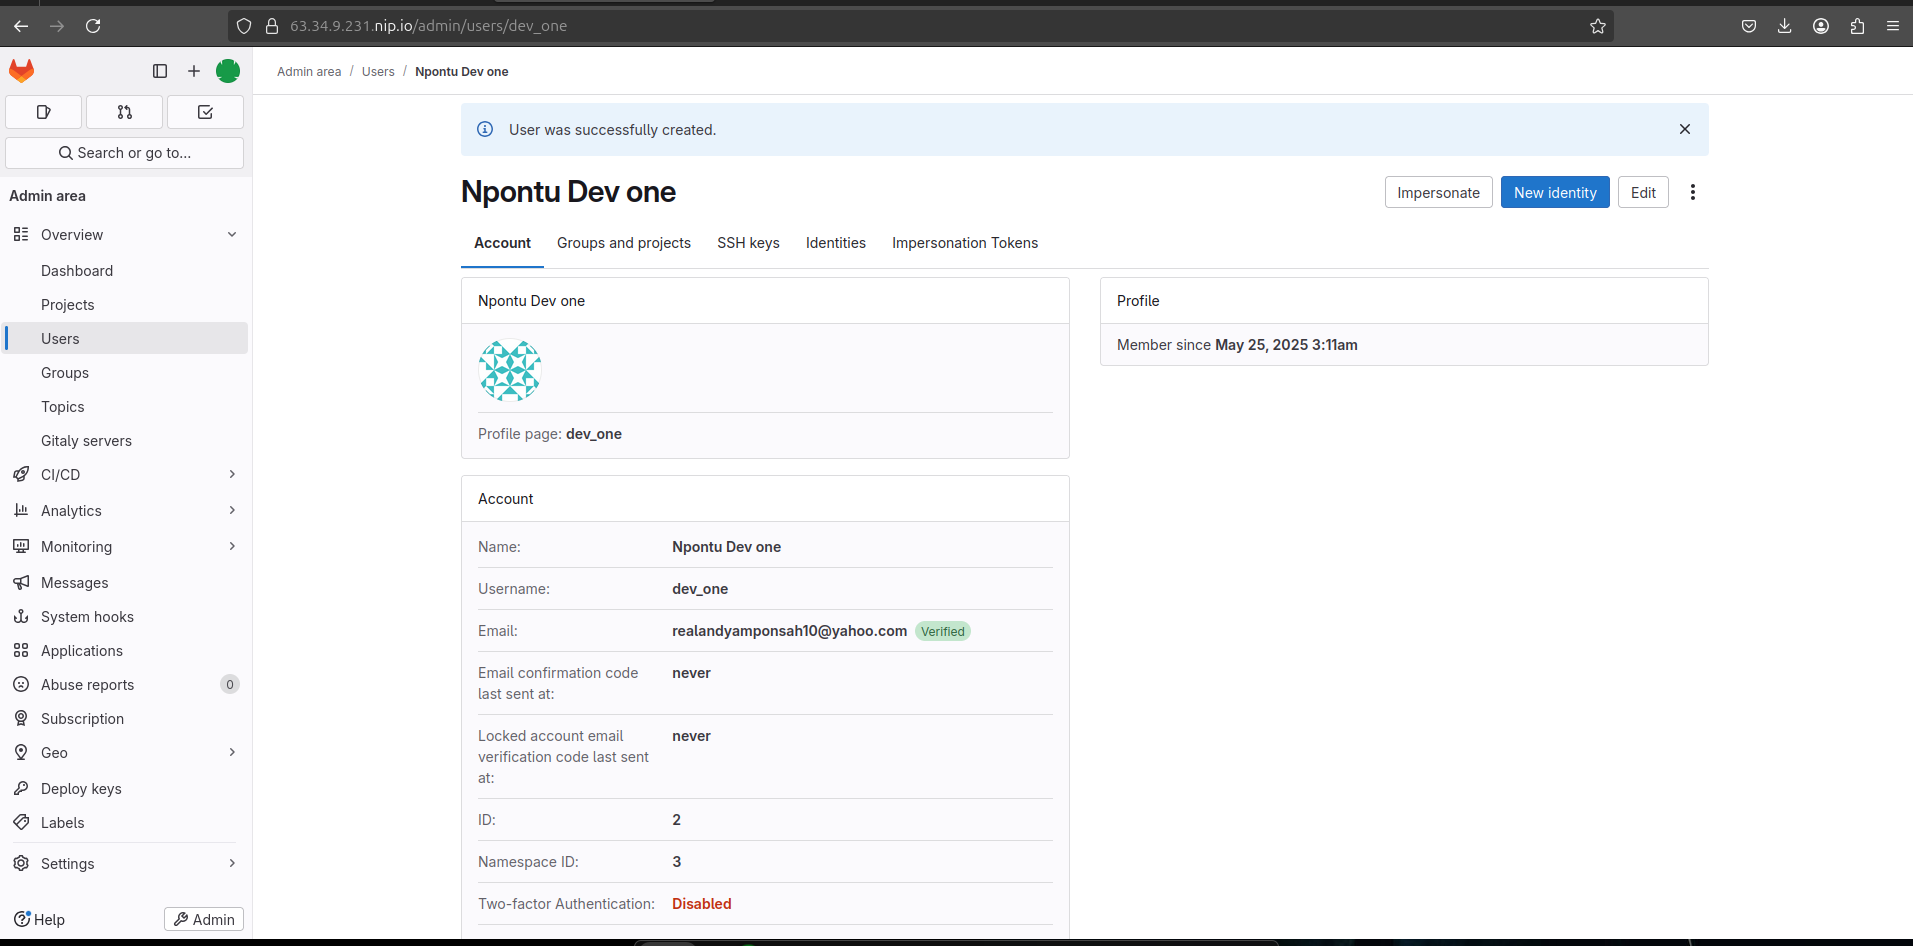 63.34.9.231.nip.io/admin/users/dev_one
Admin area / Users / Npontu Dev one
Search or go to...
Admin area
Overview
Dashboard
Projects
Users
Groups
Topics
Gitaly servers
CI/CD
Analytics
Monitoring
Messages
System hooks
Applications
Abuse reports 0
Subscription
Geo
Deploy keys
Labels
Settings
Help
Admin
User was successfully created.
Npontu Dev one
Impersonate
New identity
Edit
Account
Groups and projects
SSH keys
Identities
Impersonation Tokens
Npontu Dev one
Profile page: dev_one
Profile
Member since May 25, 2025 3:11am
Account
Name: Npontu Dev one
Username: dev_one
Email: realandyamponsah10@yahoo.com Verified
Email confirmation code never
last sent at:
Locked account email never
verification code last sent
at:
ID: 2
Namespace ID: 3
Two-factor Authentication: Disabled